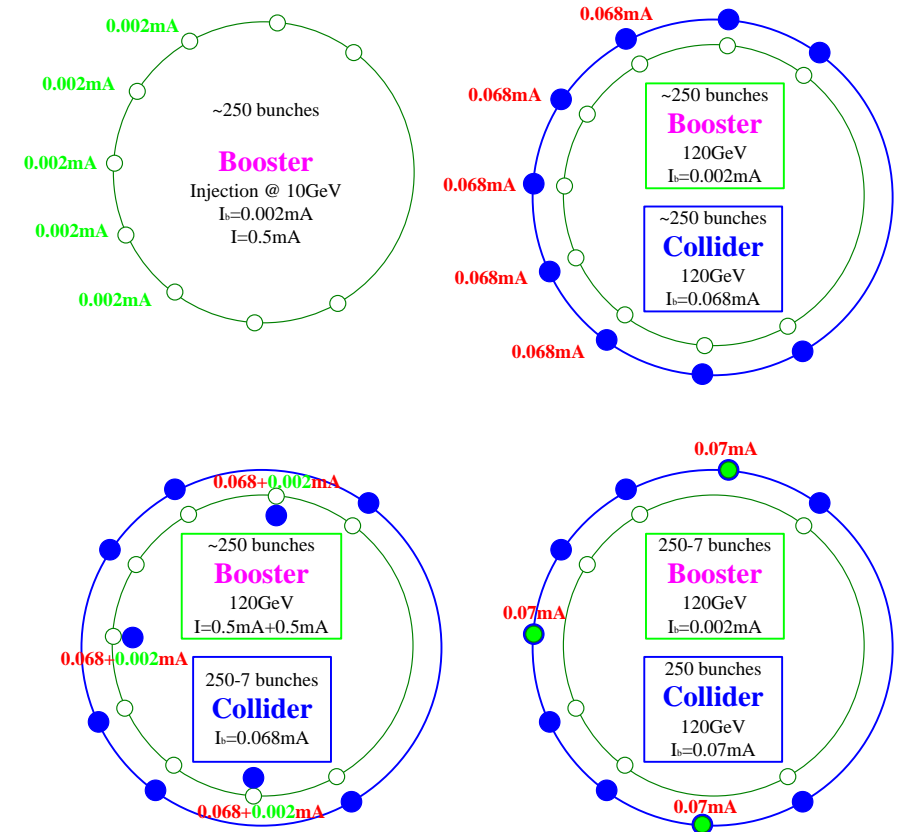 0.002mA
0.002mA
0.002mA
0.002mA
0.002mA
~250 bunches
Booster
Injection @ 10GeV
Ib=0.002mA
I=0.5mA
0.068mA
0.068mA
0.068mA
0.068mA
0.068mA
~250 bunches
Booster
120GeV
Ib=0.002mA
~250 bunches
Collider
120GeV
Ib=0.068mA
0.068+0.002mA
~250 bunches
Booster
120GeV
I=0.5mA+0.5mA
0.068+0.002mA
250-7 bunches
Collider
Ib=0.068mA
0.068+0.002mA
0.07mA
250-7 bunches
Booster
120GeV
Ib=0.002mA
0.07mA
250 bunches
Collider
120GeV
Ib=0.07mA
0.07mA